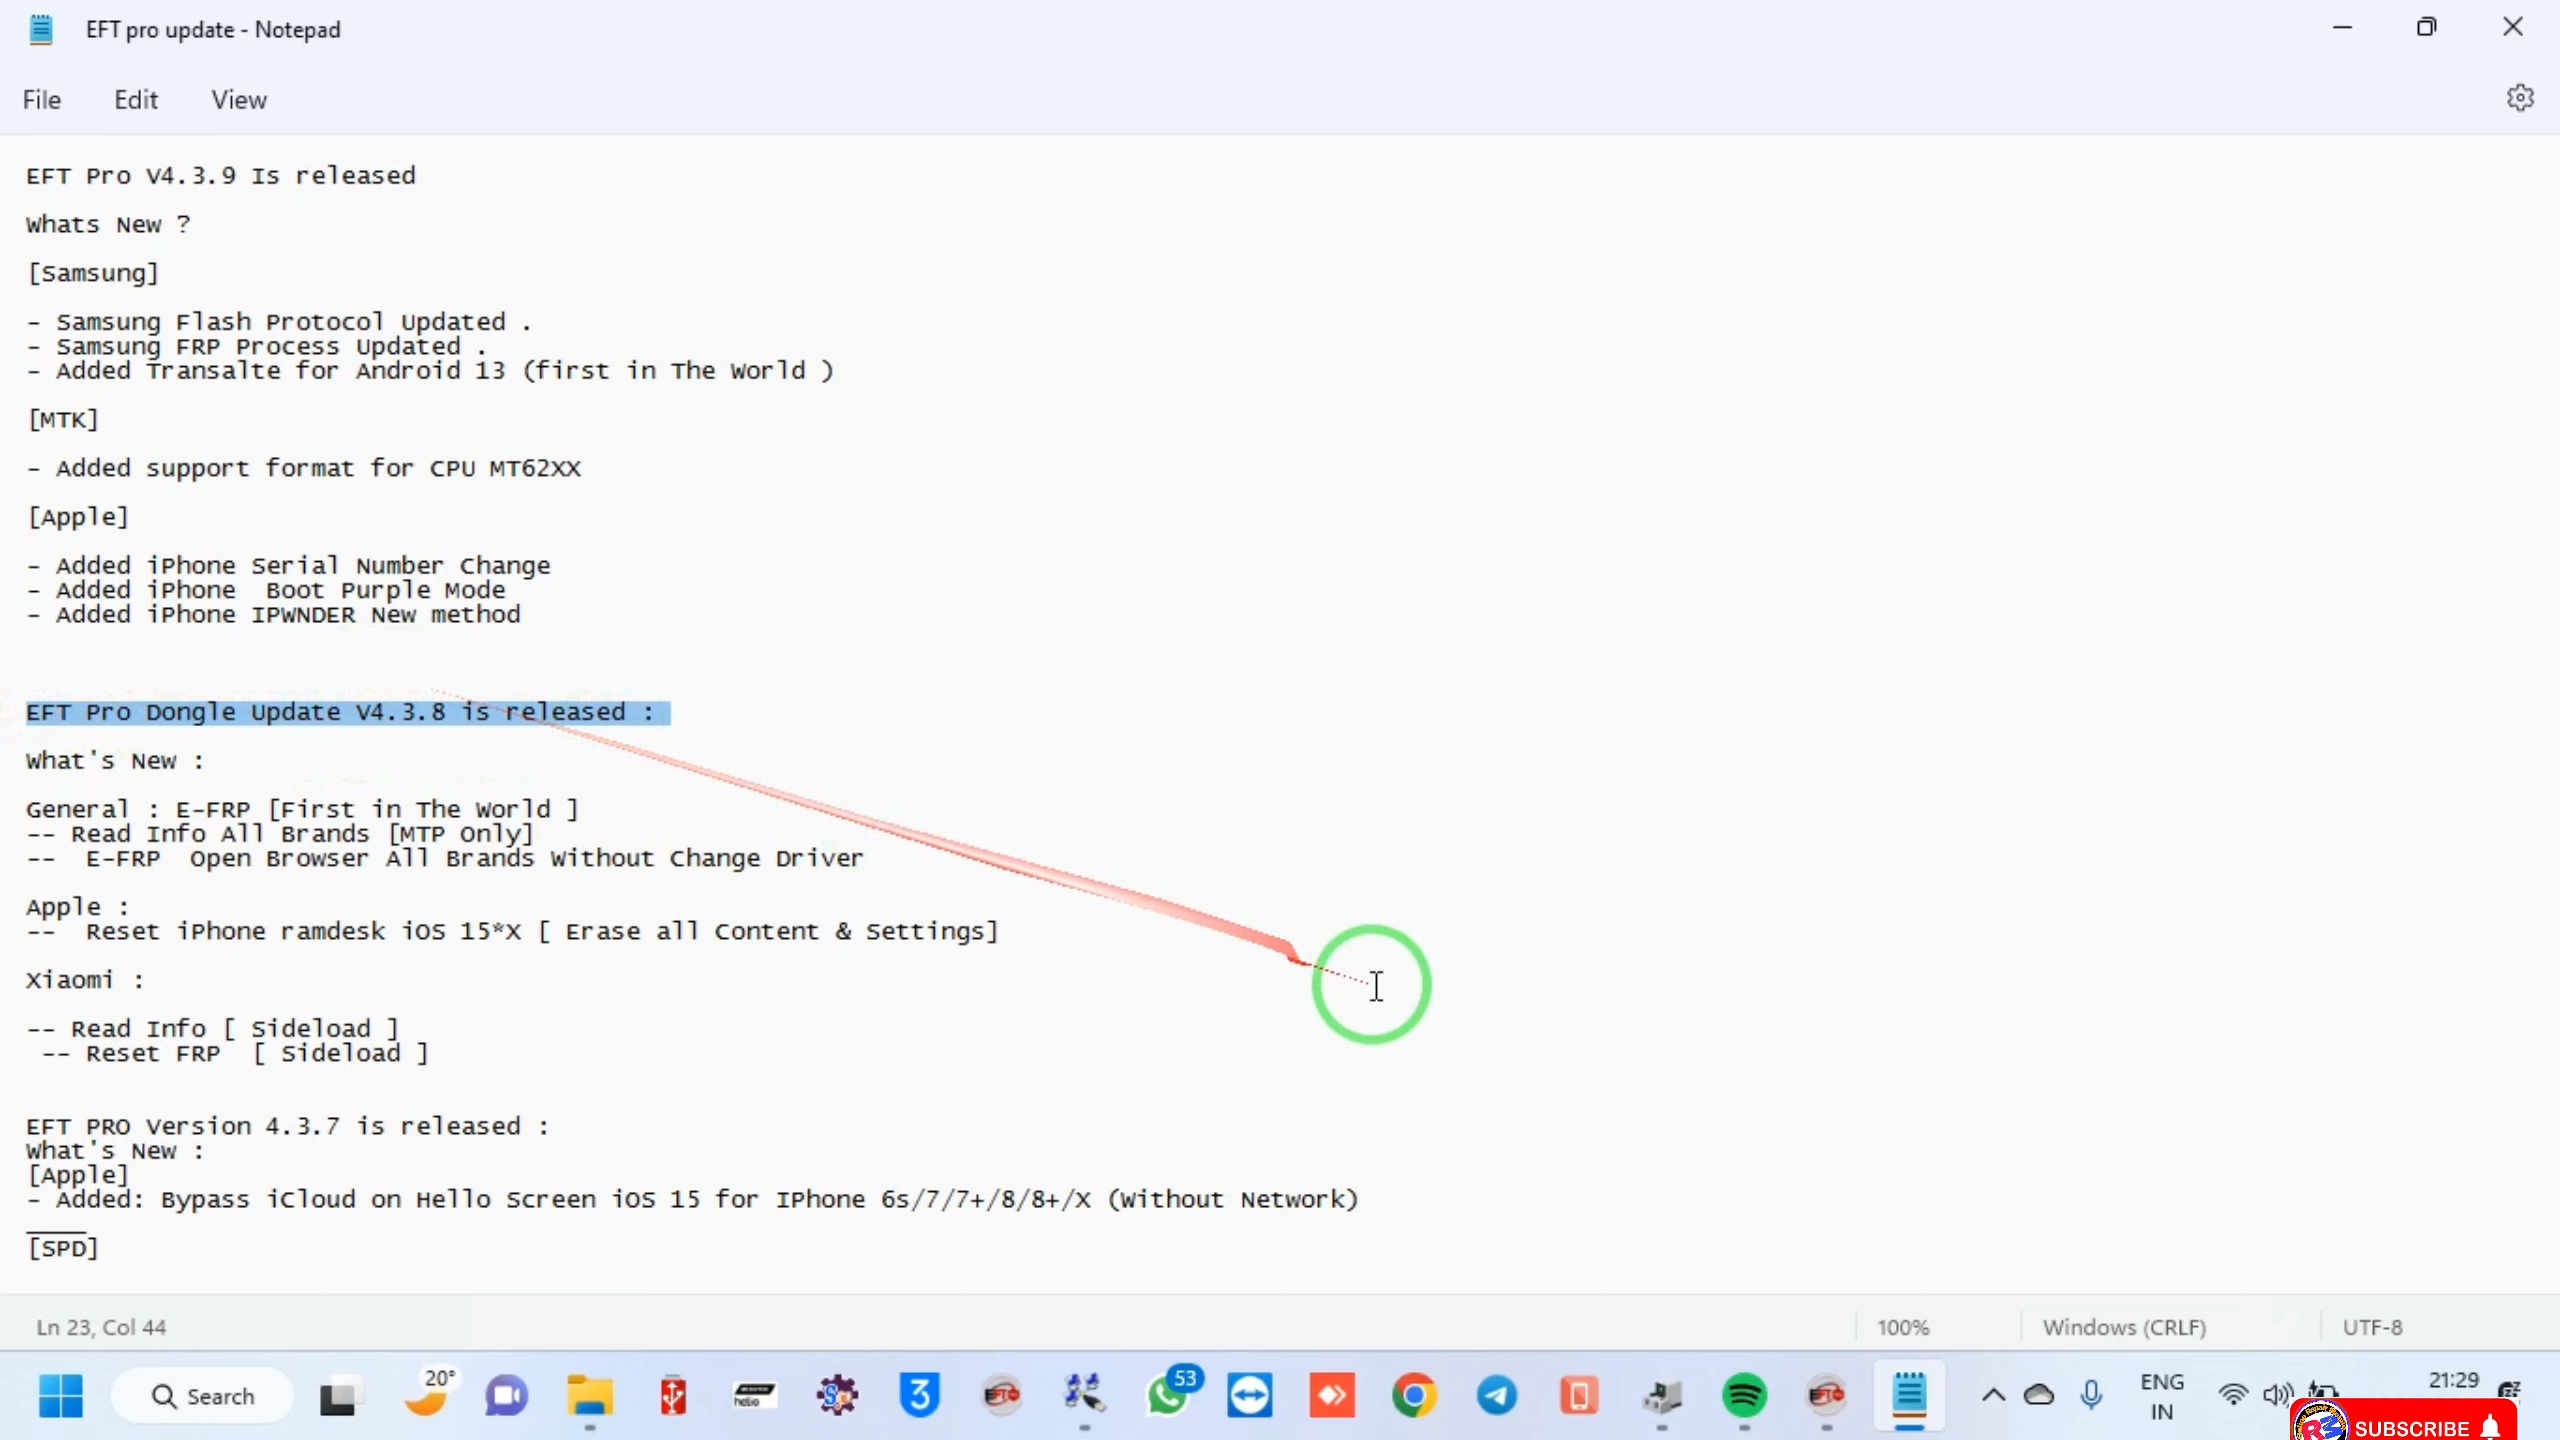 EFT pro update - Notepad
File Edit View
EFT Pro V4.3.9 Is released
Whats New ?
[Samsung]
- Samsung Flash Protocol Updated .
- Samsung FRP Process Updated .
- Added Transalte for Android 13 (first in The World )
[MTK]
- Added support format for CPU MT62XX
[Apple]
- Added iPhone Serial Number Change
- Added iPhone  Boot Purple Mode
- Added iPhone IPWNDER New method
EFT Pro Dongle Update V4.3.8 is released :
What's New :
General : E-FRP [First in The World ]
-- Read Info All Brands [MTP Only]
--  E-FRP  Open Browser All Brands Without Change Driver
Apple :
--  Reset iPhone ramdesk iOS 15*X [ Erase all Content & Settings]
Xiaomi :
-- Read Info [ Sideload ]
-- Reset FRP  [ Sideload ]
EFT PRO Version 4.3.7 is released :
What's New :
[Apple]
- Added: Bypass iCloud on Hello Screen iOS 15 for IPhone 6s/7/7+/8/8+/X (Without Network)
____
[SPD]
Ln 23, Col 44 100% Windows (CRLF) UTF-8
Search 20° helio 3 EFT 53 EFT ENG IN 21:29
SUBSCRIBE